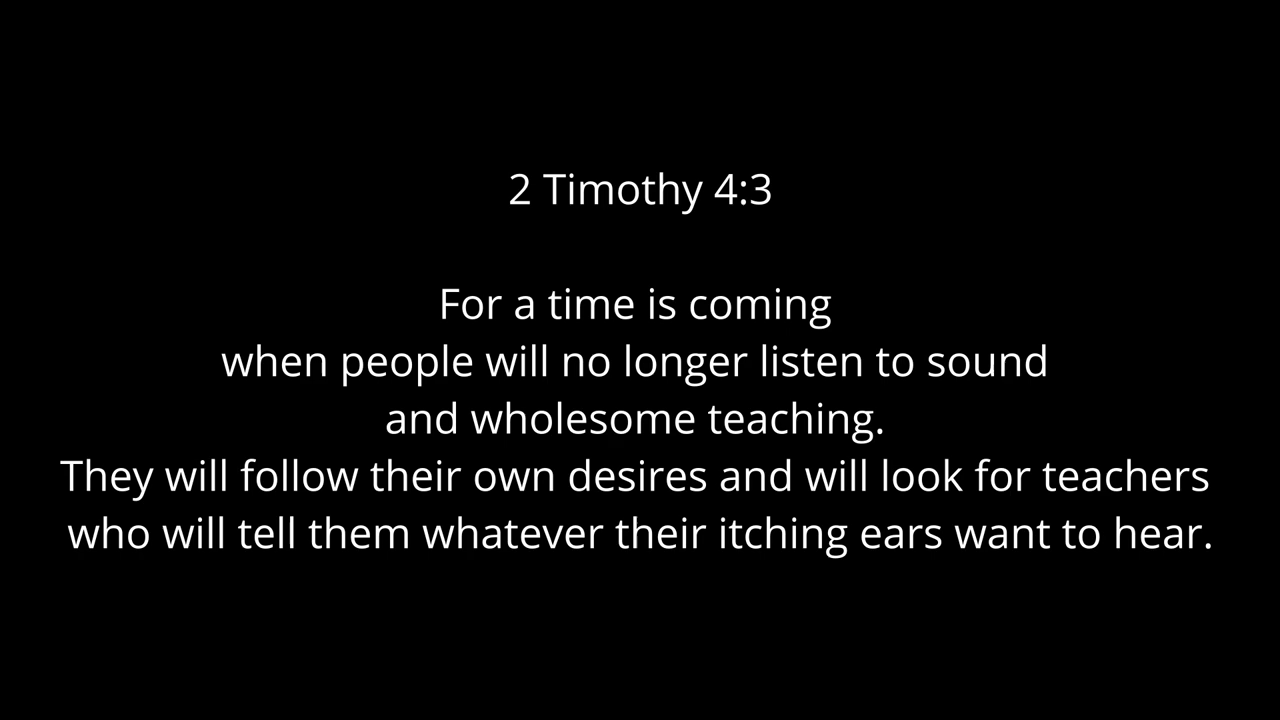 2 Timothy 4:3
For a time is coming
when people will no longer listen to sound
and wholesome teaching.
They will follow their own desires and will look for teachers
who will tell them whatever their itching ears want to hear.